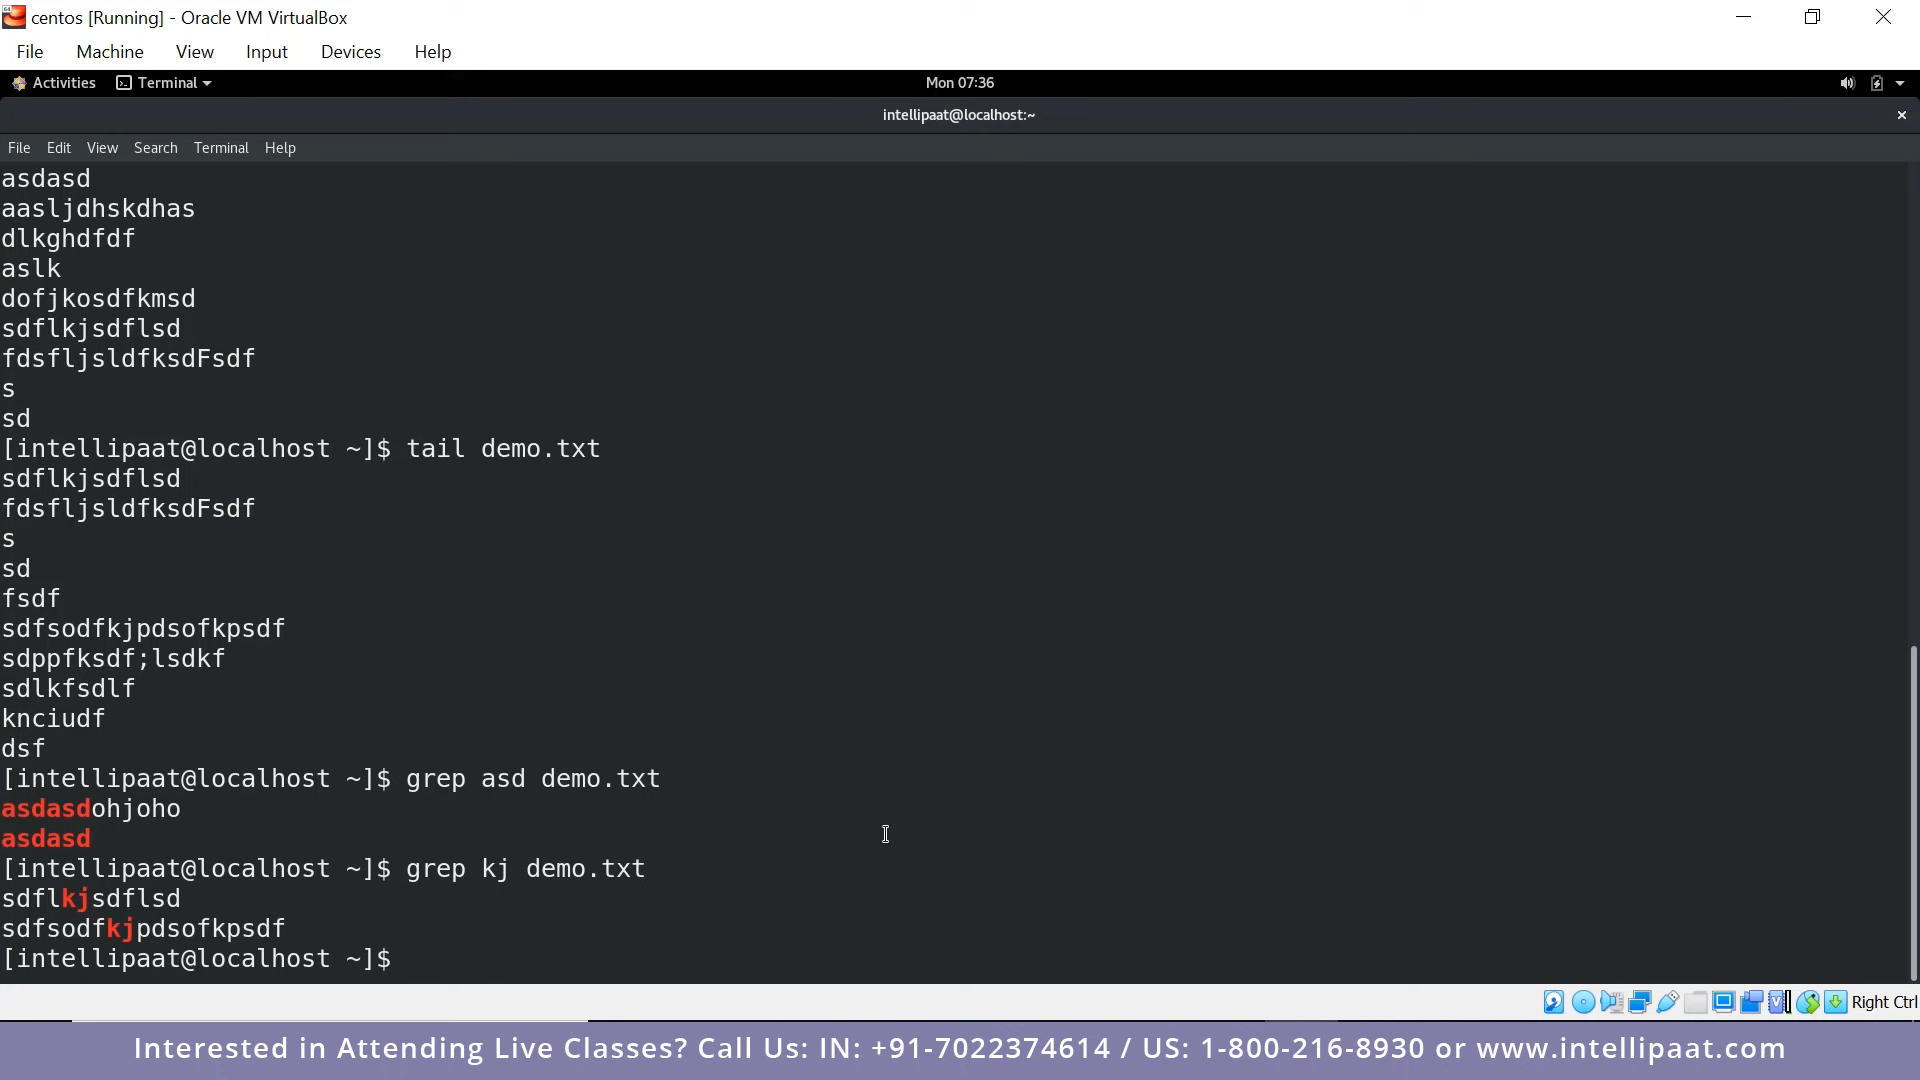 centos [Running] - Oracle VM VirtualBox
File Machine View Input Devices Help
Activities Terminal Mon 07:36
intellipaat@localhost:~
File Edit View Search Terminal Help
asdasd
aasljdhskdhas
dlkghdfdf
aslk
dofjkosdfkmsd
sdflkjsdflsd
fdsfljsldfksdFsdf
s
sd
[intellipaat@localhost ~]$ tail demo.txt
sdflkjsdflsd
fdsfljsldfksdFsdf
s
sd
fsdf
sdfsodfkjpdsofkpsdf
sdppfksdf;lsdkf
sdlkfsdlf
knciudf
dsf
[intellipaat@localhost ~]$ grep asd demo.txt
asdasdohjoho
asdasd
[intellipaat@localhost ~]$ grep kj demo.txt
sdflkjsdflsd
sdfsodfkjpdsofkpsdf
[intellipaat@localhost ~]$
Right Ctrl
Interested in Attending Live Classes? Call Us: IN: +91-7022374614 / US: 1-800-216-8930 or www.intellipaat.com